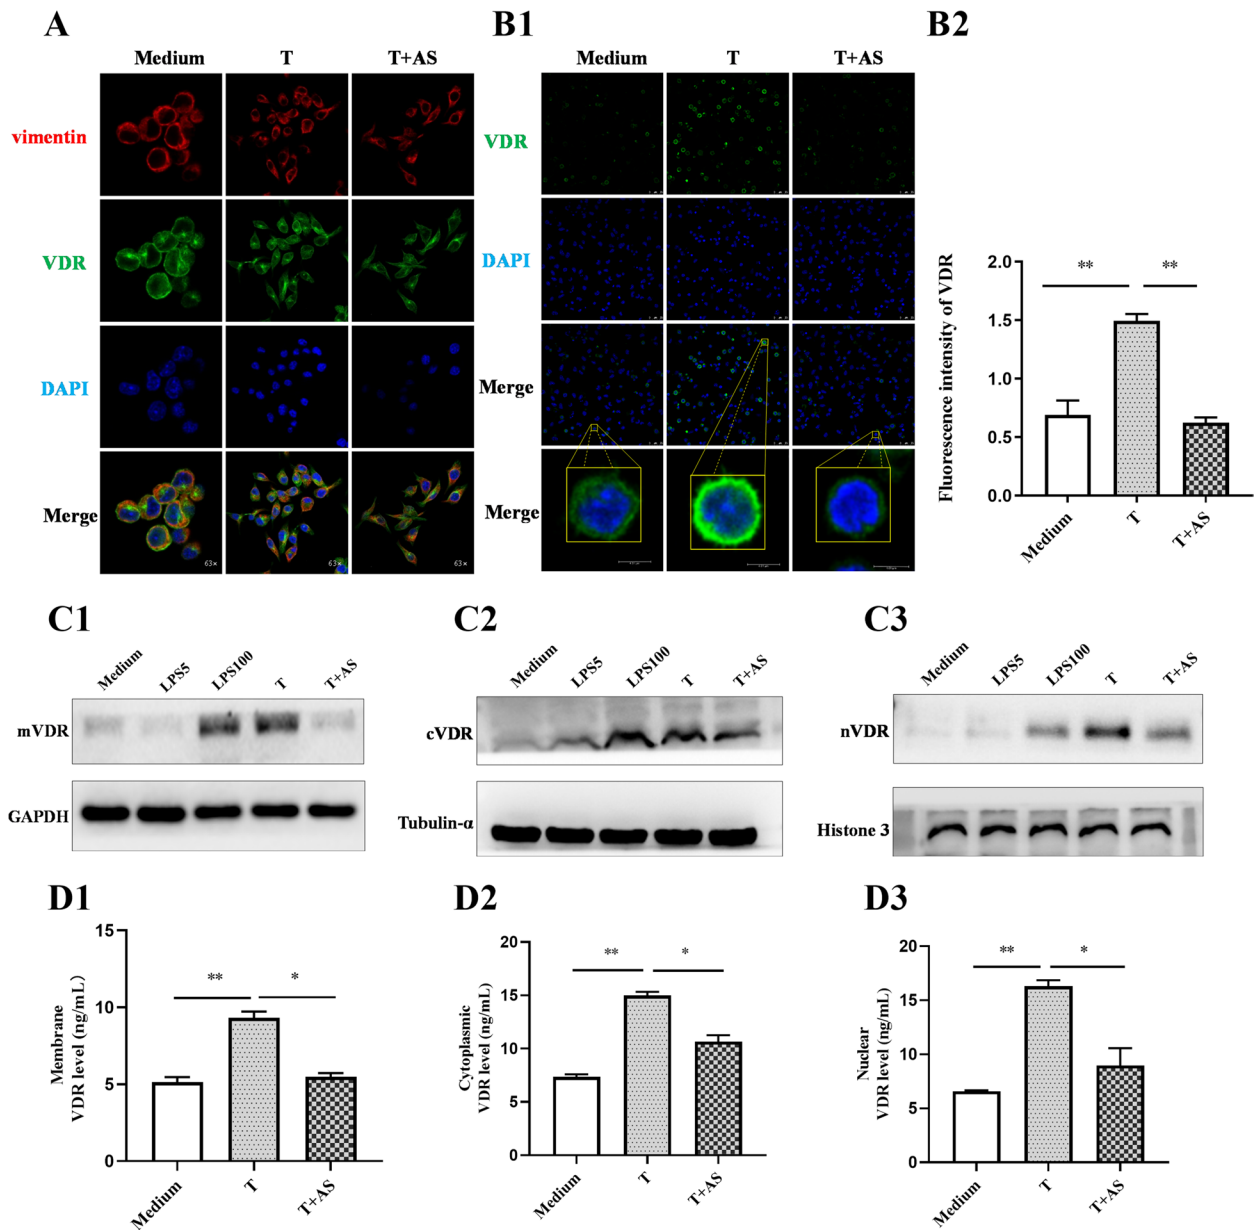 A
B1
B2
Medium
T
T+AS
Medium
T
T+AS
vimentin
VDR
DAPI
Merge
63×
63×
63×
VDR
DAPI
Merge
Merge
Fluorescence intensity of VDR
2.0
1.5
1.0
0.5
0.0
**
**
Medium
T
T+AS
C1
C2
C3
Medium
LPS5
LPS100
T
T+AS
mVDR
GAPDH
Medium
LPS5
LPS100
T
T+AS
cVDR
Tubulin-α
Medium
LPS5
LPS100
T
T+AS
nVDR
Histone 3
D1
D2
D3
Membrane
VDR level (ng/mL)
15
10
5
0
**
*
Medium
T
T+AS
Cytoplasmic
VDR level (ng/mL)
20
15
10
5
0
**
*
Medium
T
T+AS
Nuclear
VDR level (ng/mL)
20
15
10
5
0
**
*
Medium
T
T+AS